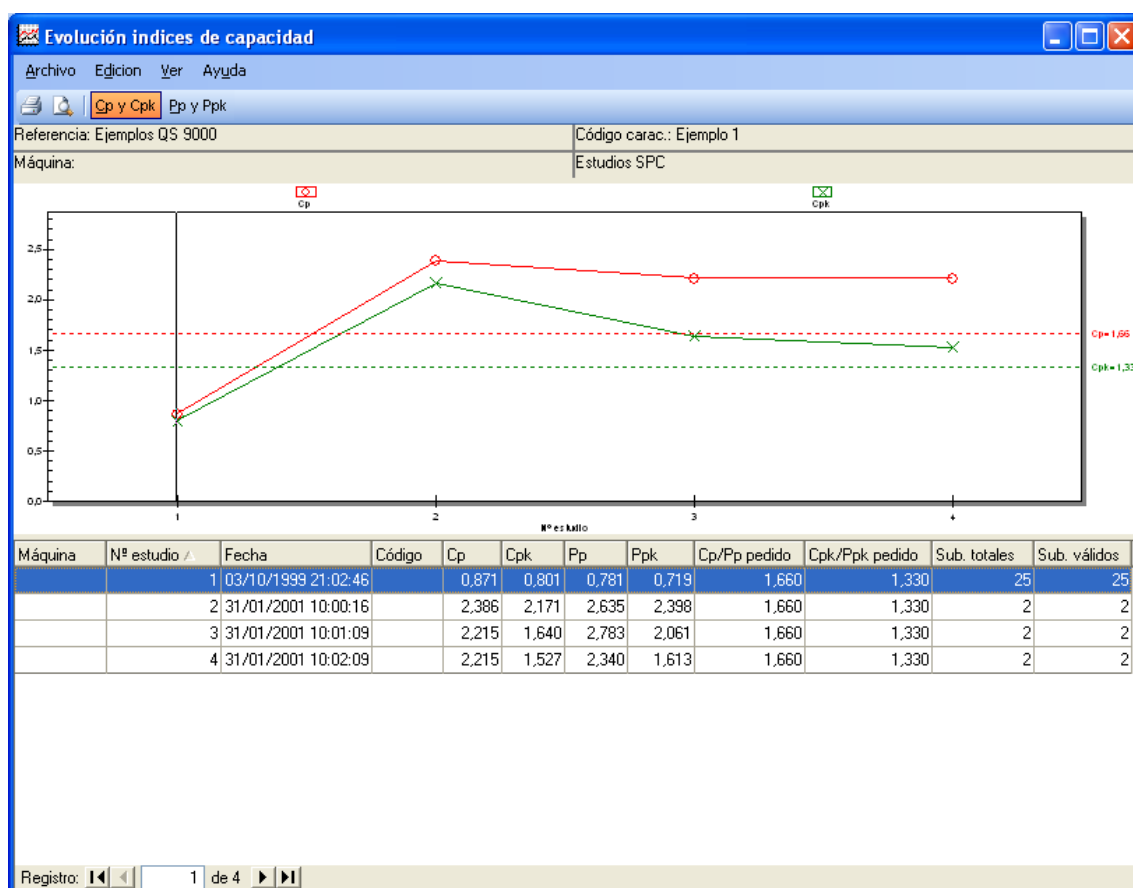 Evolución indices de capacidad
Archivo Edicion Ver Ayuda
Cp y Cpk Pp y Ppk
Referencia: Ejemplos QS 9000 Código carac.: Ejemplo 1
Máquina: Estudios SPC
Cp Cpk
2,5
2,0
1,5
1,0
0,5
0,0
Cp= 1,66
Cpk= 1,33
1 2 3 4
Nº estudio
Máquina Nº estudio Fecha Código Cp Cpk Pp Ppk Cp/Pp pedido Cpk/Ppk pedido Sub. totales Sub. válidos
1 03/10/1999 21:02:46 0,871 0,801 0,781 0,719 1,660 1,330 25 25
2 31/01/2001 10:00:16 2,386 2,171 2,635 2,398 1,660 1,330 2 2
3 31/01/2001 10:01:09 2,215 1,640 2,783 2,061 1,660 1,330 2 2
4 31/01/2001 10:02:09 2,215 1,527 2,340 1,613 1,660 1,330 2 2
Registro: 1 de 4